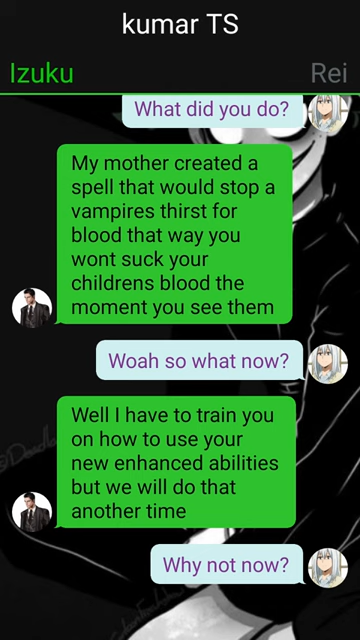 kumar TS
Izuku
Rei
What did you do?
My mother created a
spell that would stop a
vampires thirst for
blood that way you
wont suck your
childrens blood the
moment you see them
Woah so what now?
Well I have to train you
on how to use your
new enhanced abilities
but we will do that
another time
Why not now?